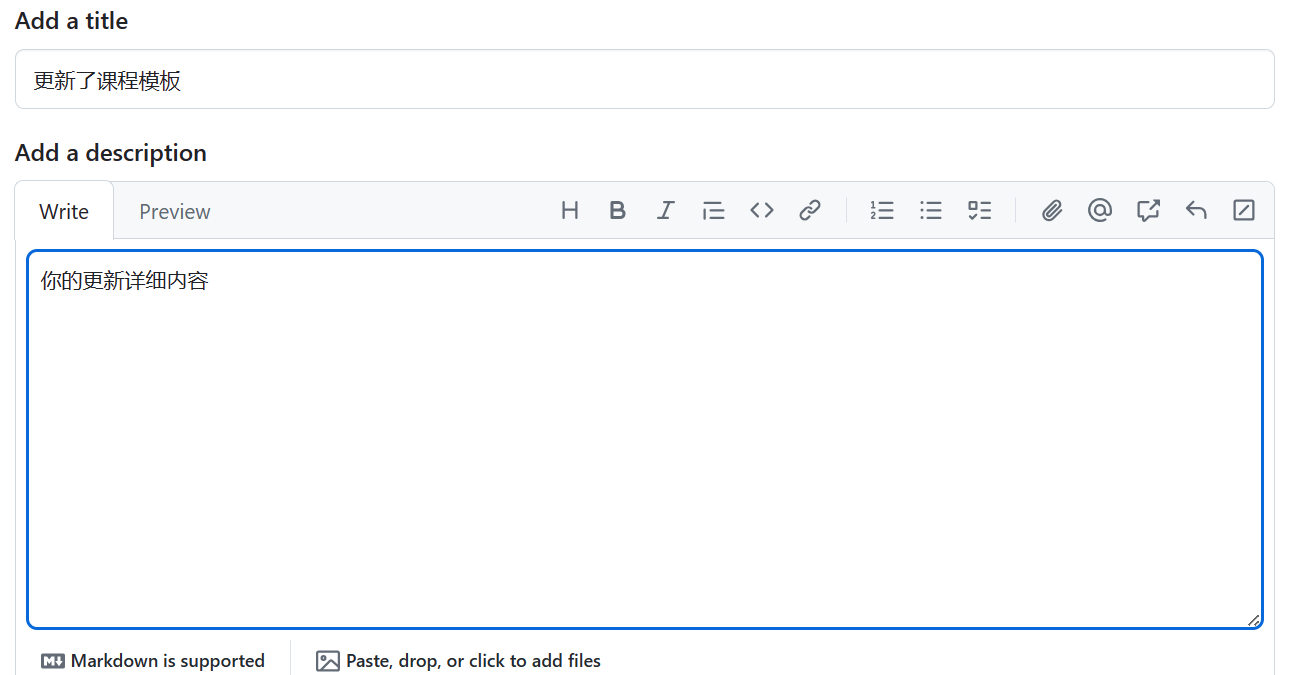 Add a title
更新了课程模板
Add a description
Write Preview
你的更新详细内容
Markdown is supported Paste, drop, or click to add files